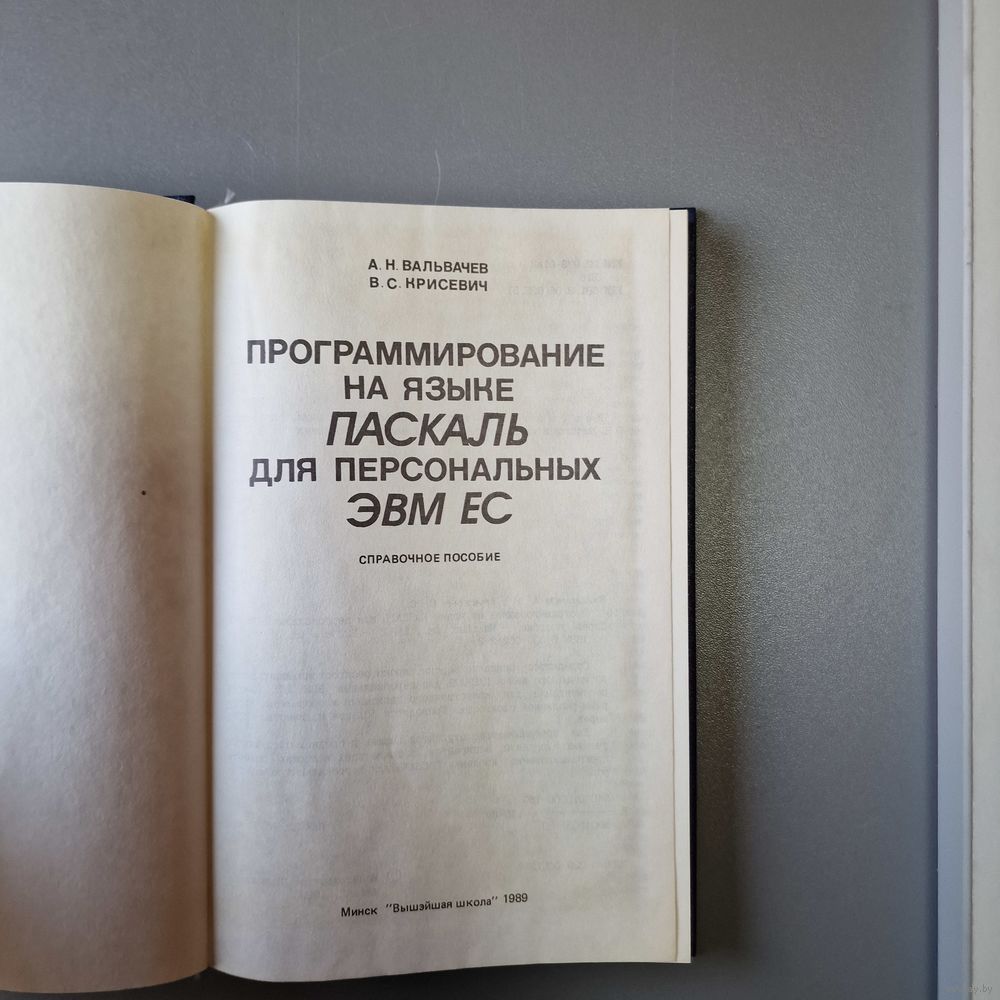 А. Н. ВАЛЬВАЧЕВ
В. С. КРИСЕВИЧ
ПРОГРАММИРОВАНИЕ
НА ЯЗЫКЕ
ПАСКАЛЬ
ДЛЯ ПЕРСОНАЛЬНЫХ
ЭВМ ЕС
СПРАВОЧНОЕ ПОСОБИЕ
Минск "Вышэйшая школа" 1989